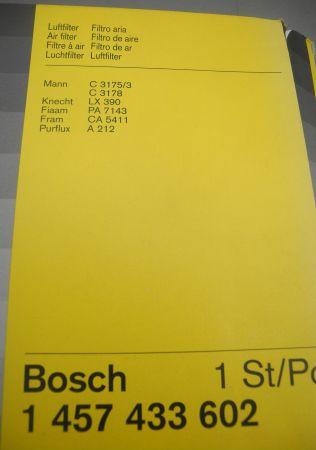 Luftfilter Filtro aria
Air filter Filtro de aire
Filtre à air Filtro de ar
Luchtfilter Luftfilter
Mann C 3175/3
C 3178
Knecht LX 390
Fiaam PA 7143
Fram CA 5411
Purflux A 212
Bosch 1 St/Pc
1 457 433 602